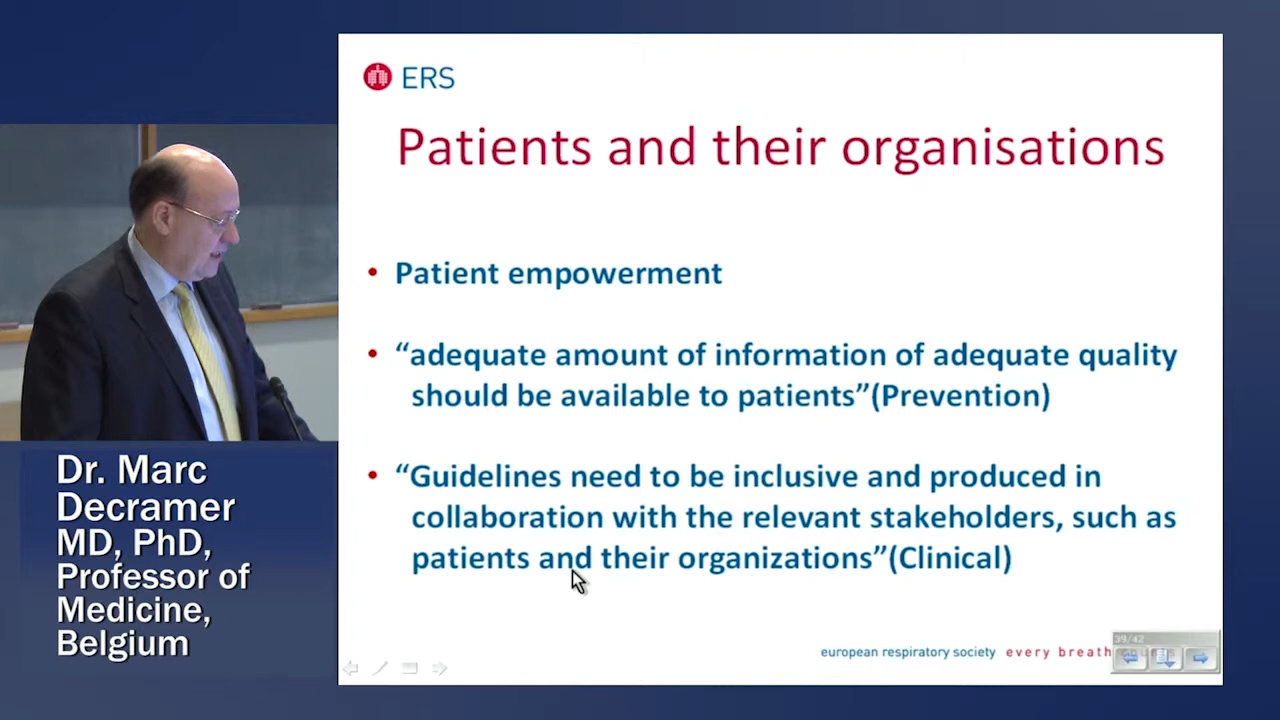 ERS
Patients and their organisations
• Patient empowerment
• “adequate amount of information of adequate quality
should be available to patients”(Prevention)
• “Guidelines need to be inclusive and produced in
collaboration with the relevant stakeholders, such as
patients and their organizations”(Clinical)
european respiratory society every breath
39/42
Dr. Marc
Decramer
MD, PhD,
Professor of
Medicine,
Belgium